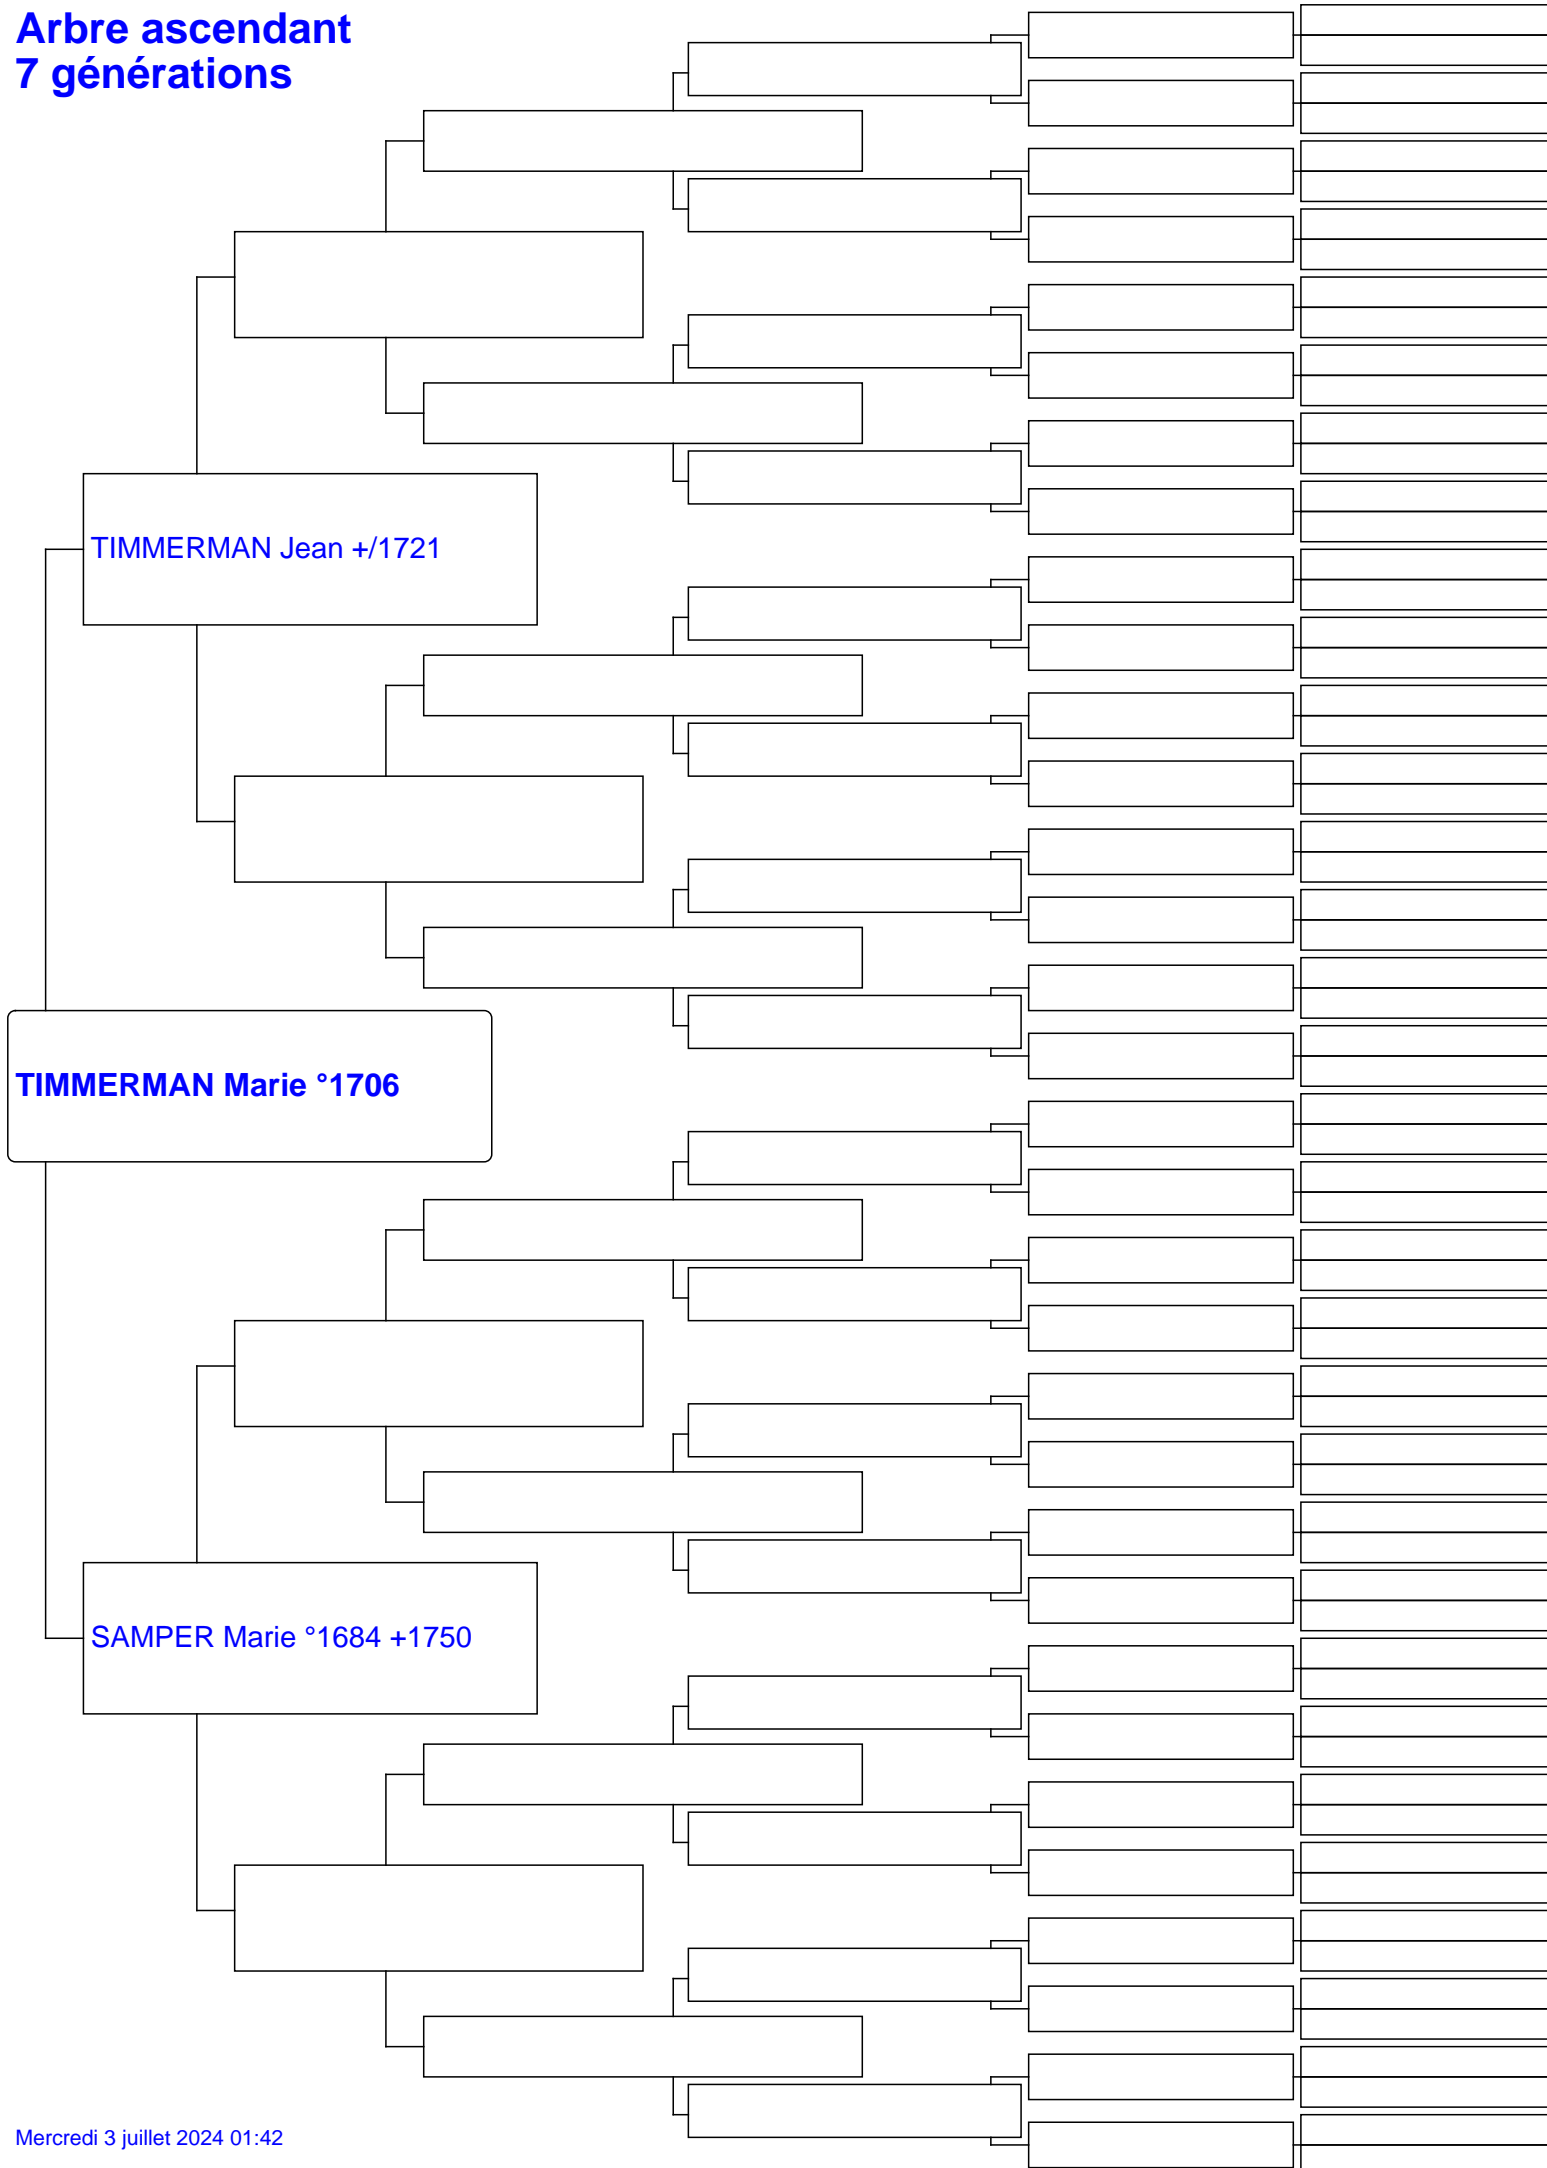 Arbre ascendant
7 générations
TIMMERMAN Jean +/1721
TIMMERMAN Marie °1706
SAMPER Marie °1684 +1750
Mercredi 3 juillet 2024 01:42